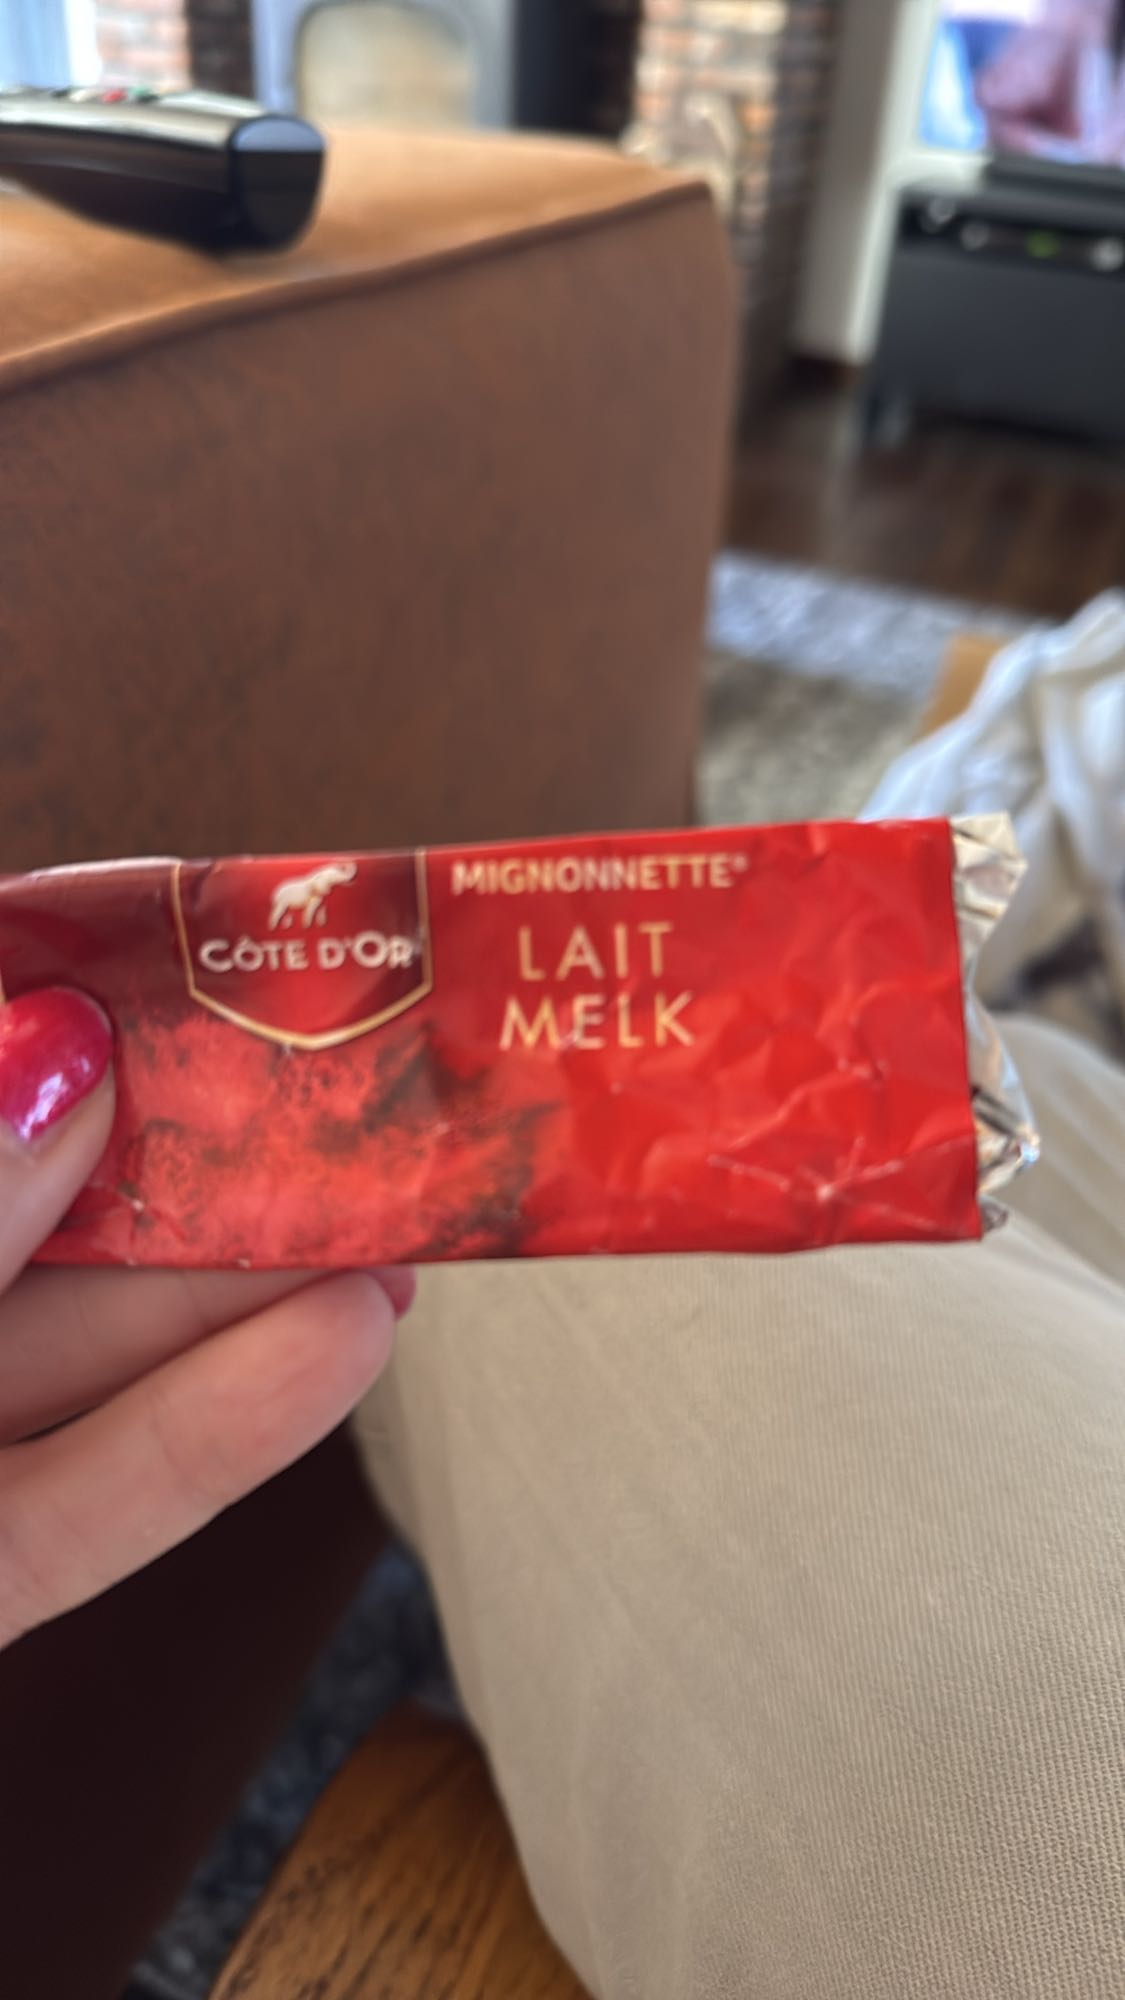 CÔTE D'OR
MIGNONNETTE®
LAIT
MELK